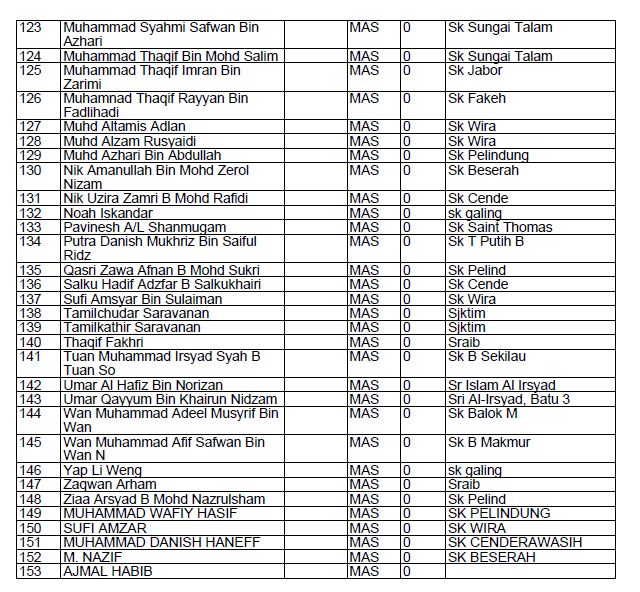 123 Muhammad Syahmi Safwan Bin MAS 0 Sk Sungai Talam
Azhari
124 Muhammad Thaqif Bin Mohd Salim MAS 0 Sk Sungai Talam
125 Muhammad Thaqif Imran Bin MAS 0 Sk Jabor
Zarimi
126 Muhamnad Thaqif Rayyan Bin MAS 0 Sk Fakeh
Fadlihadi
127 Muhd Altamis Adlan MAS 0 Sk Wira
128 Muhd Alzam Rusyaidi MAS 0 Sk Wira
129 Muhd Azhari Bin Abdullah MAS 0 Sk Pelindung
130 Nik Amanullah Bin Mohd Zerol MAS 0 Sk Beserah
Nizam
131 Nik Uzira Zamri B Mohd Rafidi MAS 0 Sk Cende
132 Noah Iskandar MAS 0 sk galing
133 Pavinesh A/L Shanmugam MAS 0 Sk Saint Thomas
134 Putra Danish Mukhriz Bin Saiful MAS 0 Sk T Putih B
Ridz
135 Qasri Zawa Afnan B Mohd Sukri MAS 0 Sk Pelind
136 Salku Hadif Adzfar B Salkukhairi MAS 0 Sk Cende
137 Sufi Amsyar Bin Sulaiman MAS 0 Sk Wira
138 Tamilchudar Saravanan MAS 0 Sjktim
139 Tamilkathir Saravanan MAS 0 Sjktim
140 Thaqif Fakhri MAS 0 Sraib
141 Tuan Muhammad Irsyad Syah B MAS 0 Sk B Sekilau
Tuan So
142 Umar Al Hafiz Bin Norizan MAS 0 Sr Islam Al Irsyad
143 Umar Qayyum Bin Khairun Nidzam MAS 0 Sri Al-Irsyad, Batu 3
144 Wan Muhammad Adeel Musyrif Bin MAS 0 Sk Balok M
Wan
145 Wan Muhammad Afif Safwan Bin MAS 0 Sk B Makmur
Wan N
146 Yap Li Weng MAS 0 sk galing
147 Zaqwan Arham MAS 0 Sraib
148 Ziaa Arsyad B Mohd Nazrulsham MAS 0 Sk Pelind
149 MUHAMMAD WAFIY HASIF MAS 0 SK PELINDUNG
150 SUFI AMZAR MAS 0 SK WIRA
151 MUHAMMAD DANISH HANEFF MAS 0 SK CENDERAWASIH
152 M. NAZIF MAS 0 SK BESERAH
153 AJMAL HABIB MAS 0